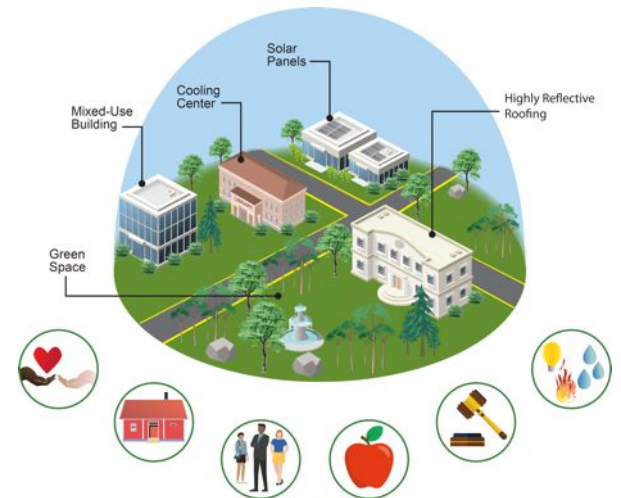 Solar
Panels
Cooling
Center
Highly Reflective
Roofing
Mixed-Use
Building
Green
Space